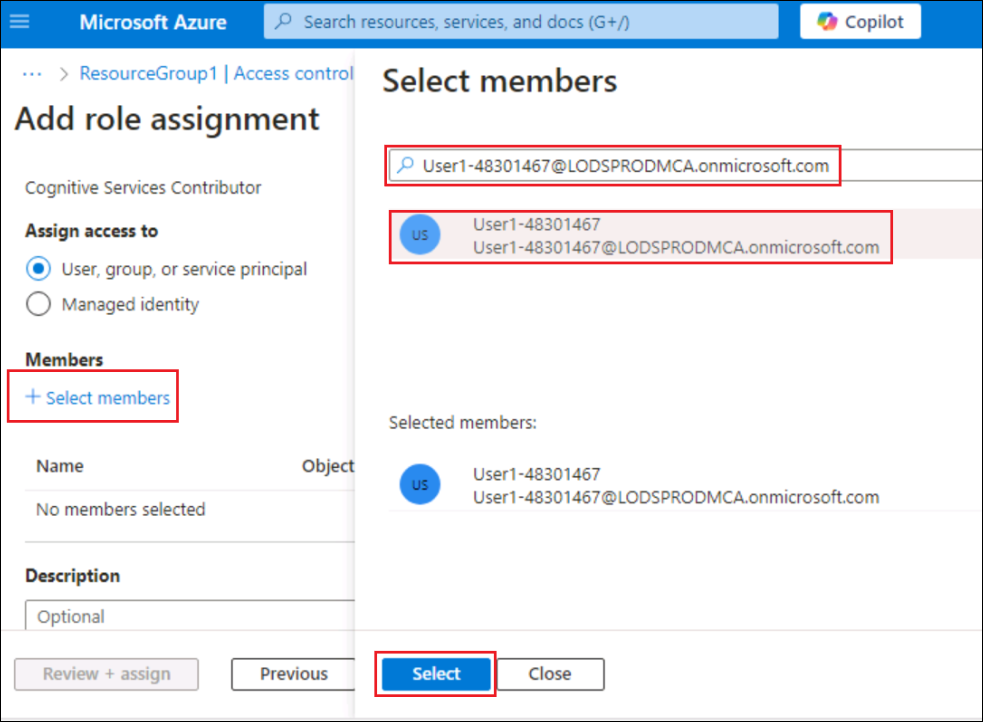 Microsoft Azure
Search resources, services, and docs (G+/)
Copilot
... > ResourceGroup1 | Access control
Add role assignment
Cognitive Services Contributor
Assign access to
User, group, or service principal
Managed identity
Members
+ Select members
Name Object
No members selected
Description
Optional
Review + assign
Previous
Select members
User1-48301467@LODSPRODMCA.onmicrosoft.com
US
User1-48301467
User1-48301467@LODSPRODMCA.onmicrosoft.com
Selected members:
US
User1-48301467
User1-48301467@LODSPRODMCA.onmicrosoft.com
Select
Close